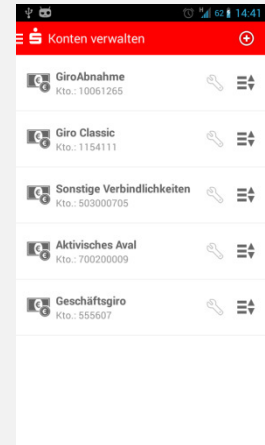 62 14:41
Konten verwalten
GiroAbnahme
Kto.: 10061265
Giro Classic
Kto.: 1154111
Sonstige Verbindlichkeiten
Kto.: 503000705
Aktivisches Aval
Kto.: 700200009
Geschäftsgiro
Kto.: 555607